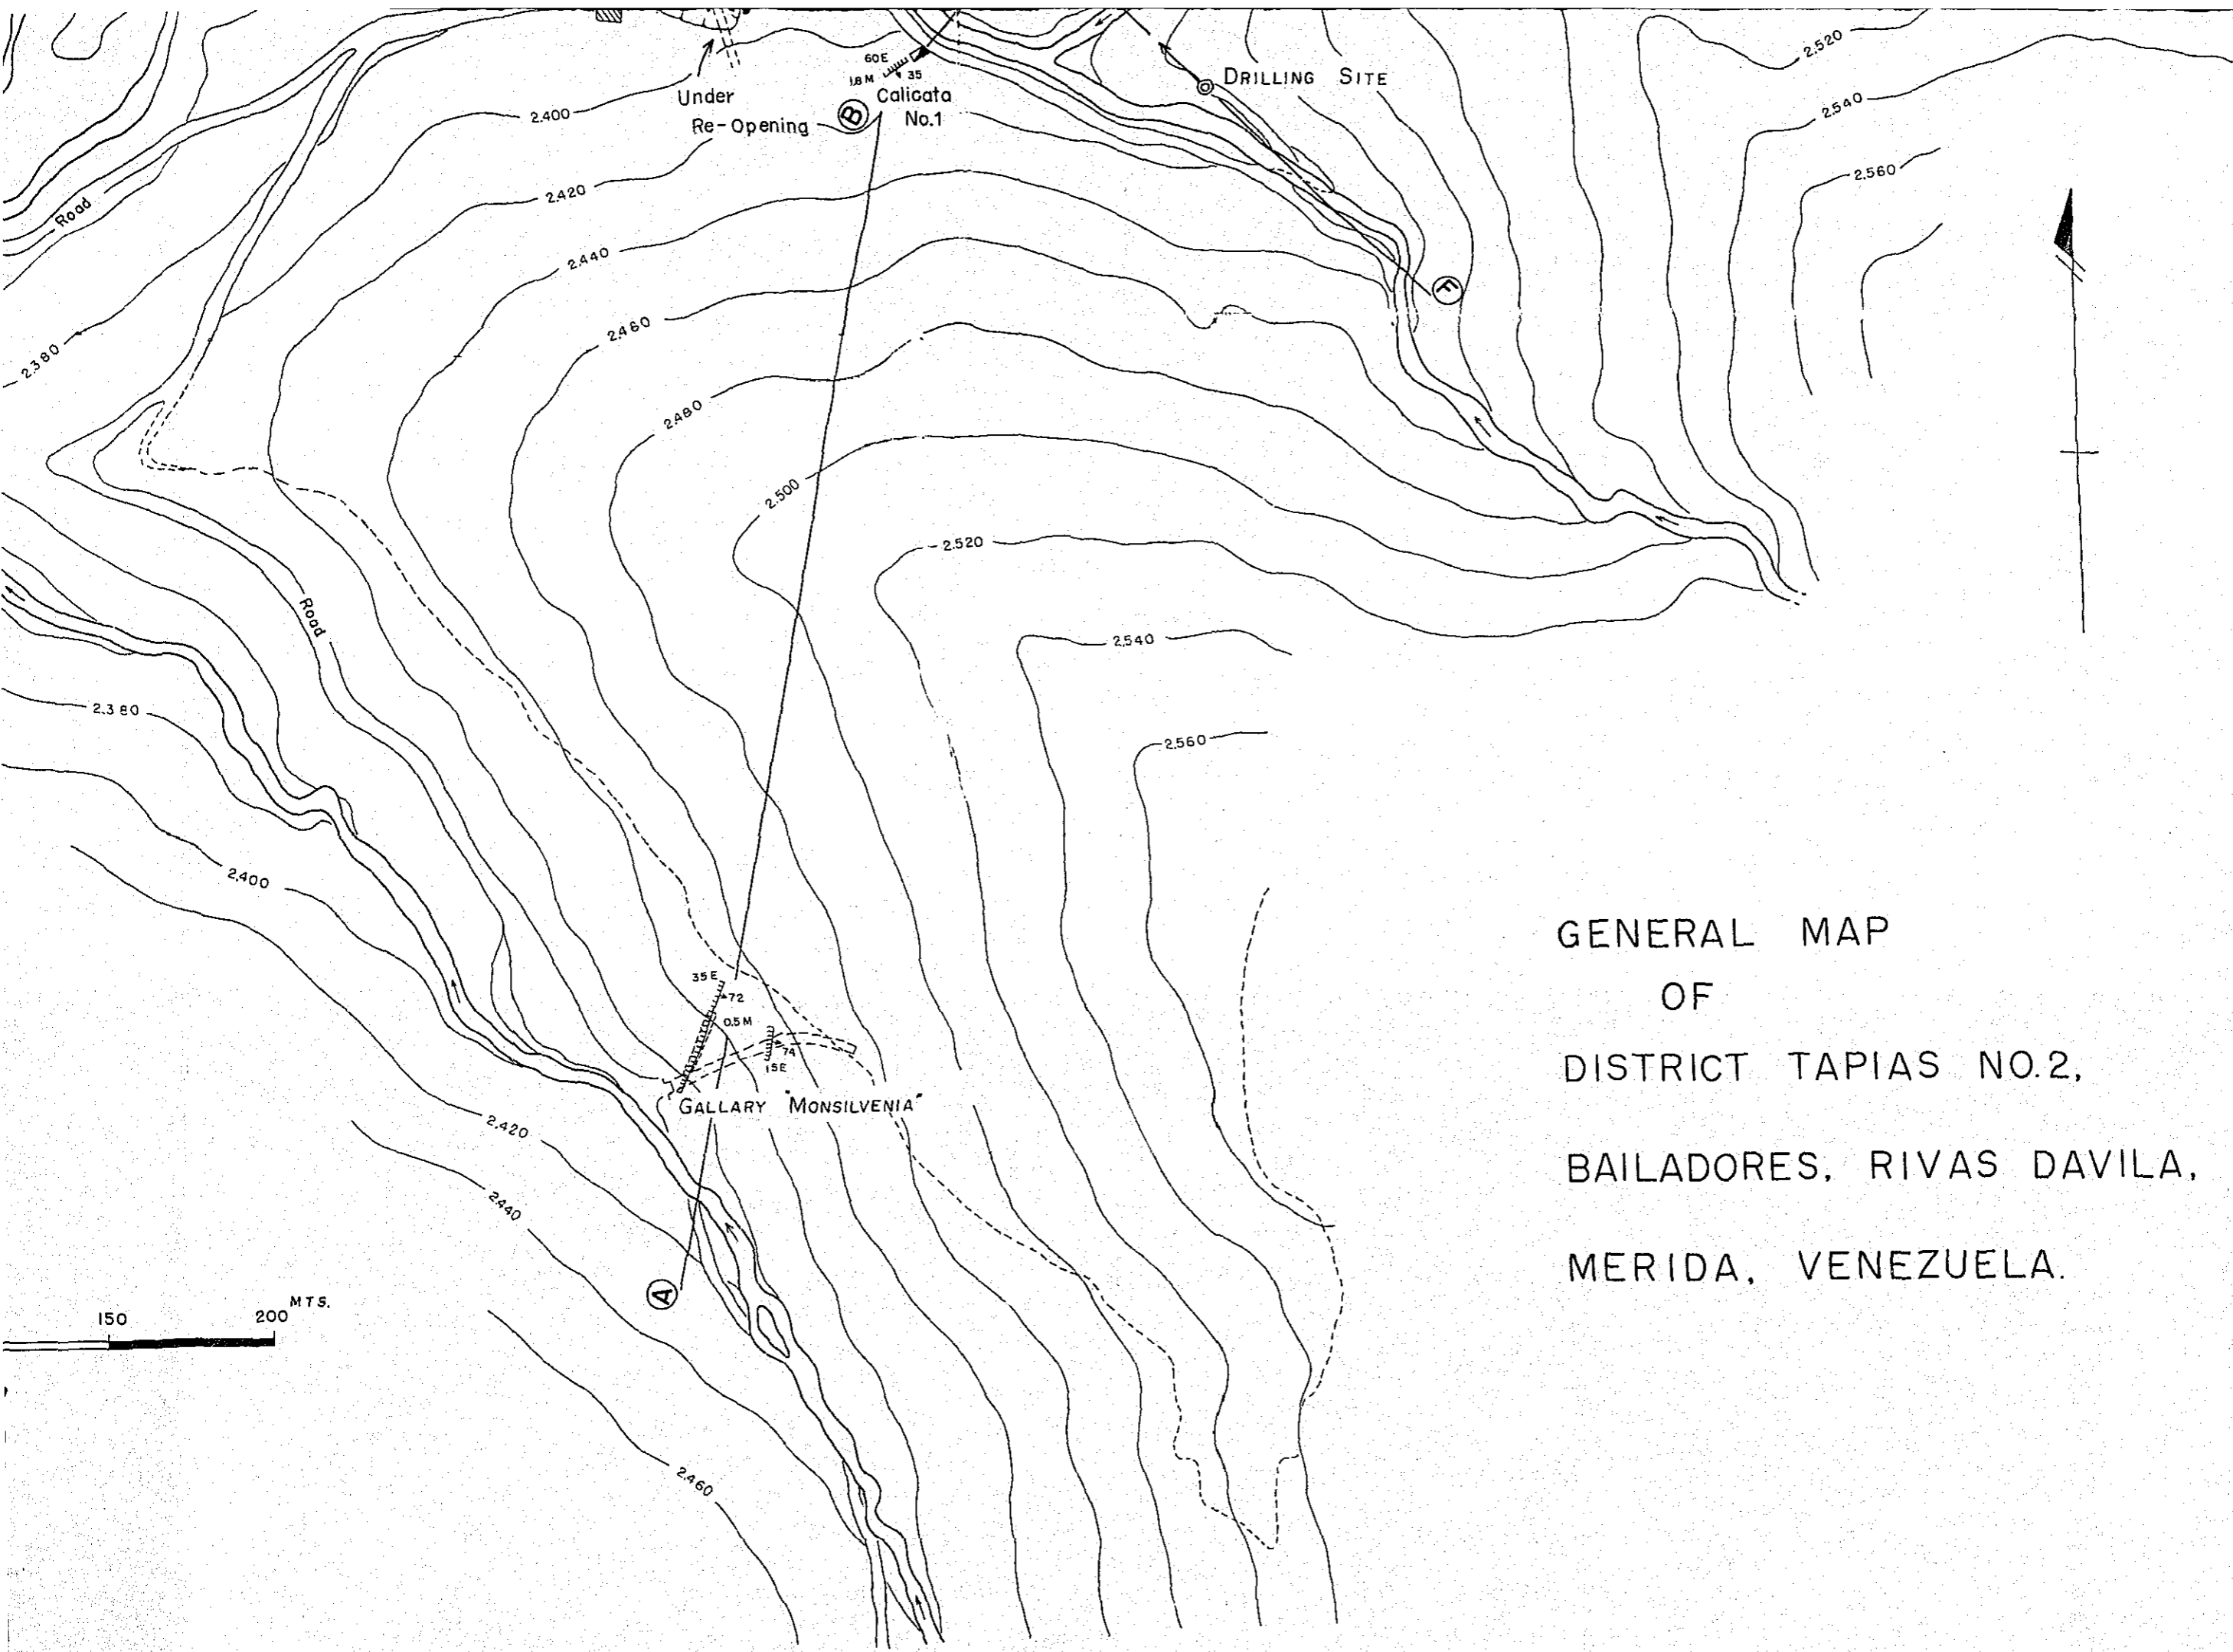 2.520
60E
DRILLING SITE
1.8 M 35
Under
Calicata
2.400
2.540
B
No.1
Re-Opening
2.560
2.420
Road
2.440
F
2.460
2.380
2.480
2.500
2.520
Road
2.540
2.380
2.560
2.400
GENERAL MAP
OF
DISTRICT TAPIAS NO.2,
BAILADORES, RIVAS DAVILA,
MERIDA, VENEZUELA.
35E
72
0.5 M
74
15E
GALLARY "MONSILVENIA"
2.420
2.440
A
150 200 MTS.
2.460